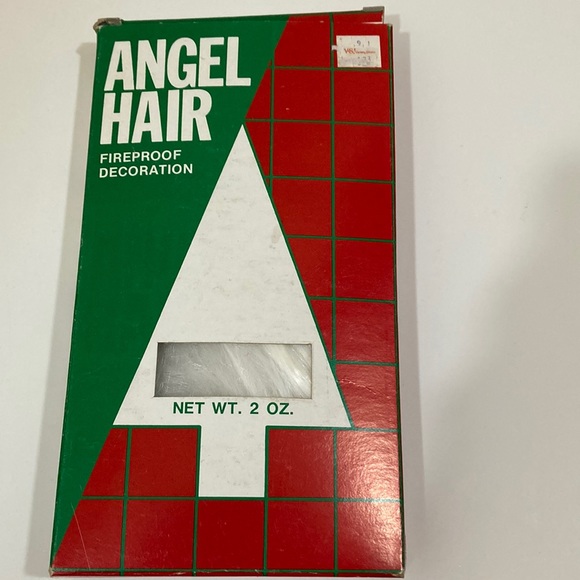 ANGEL
HAIR
FIREPROOF
DECORATION
NET WT. 2 OZ.